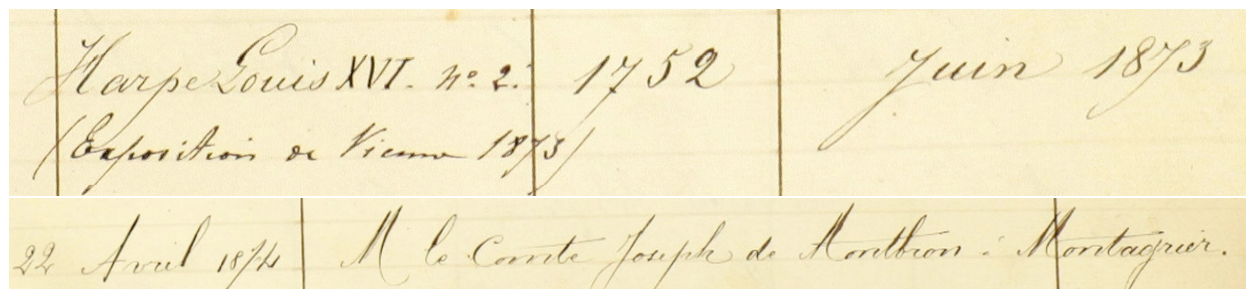 Harpe Louis XVI. no. 2. 1752 Juin 1873
(Exposition de Vienne 1873)
22 Avril 1874 M le Comte Joseph de Montbron à Montagrier.